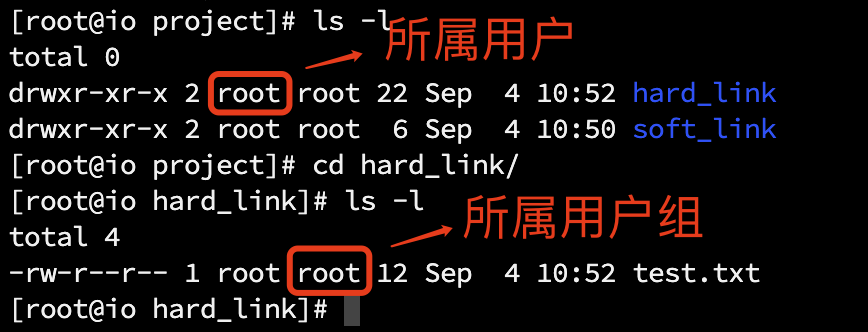 [root@io project]# ls -l
所属用户
total 0
drwxr-xr-x 2 root root 22 Sep  4 10:52 hard_link
drwxr-xr-x 2 root root  6 Sep  4 10:50 soft_link
[root@io project]# cd hard_link/
[root@io hard_link]# ls -l
所属用户组
total 4
-rw-r--r-- 1 root root 12 Sep  4 10:52 test.txt
[root@io hard_link]#